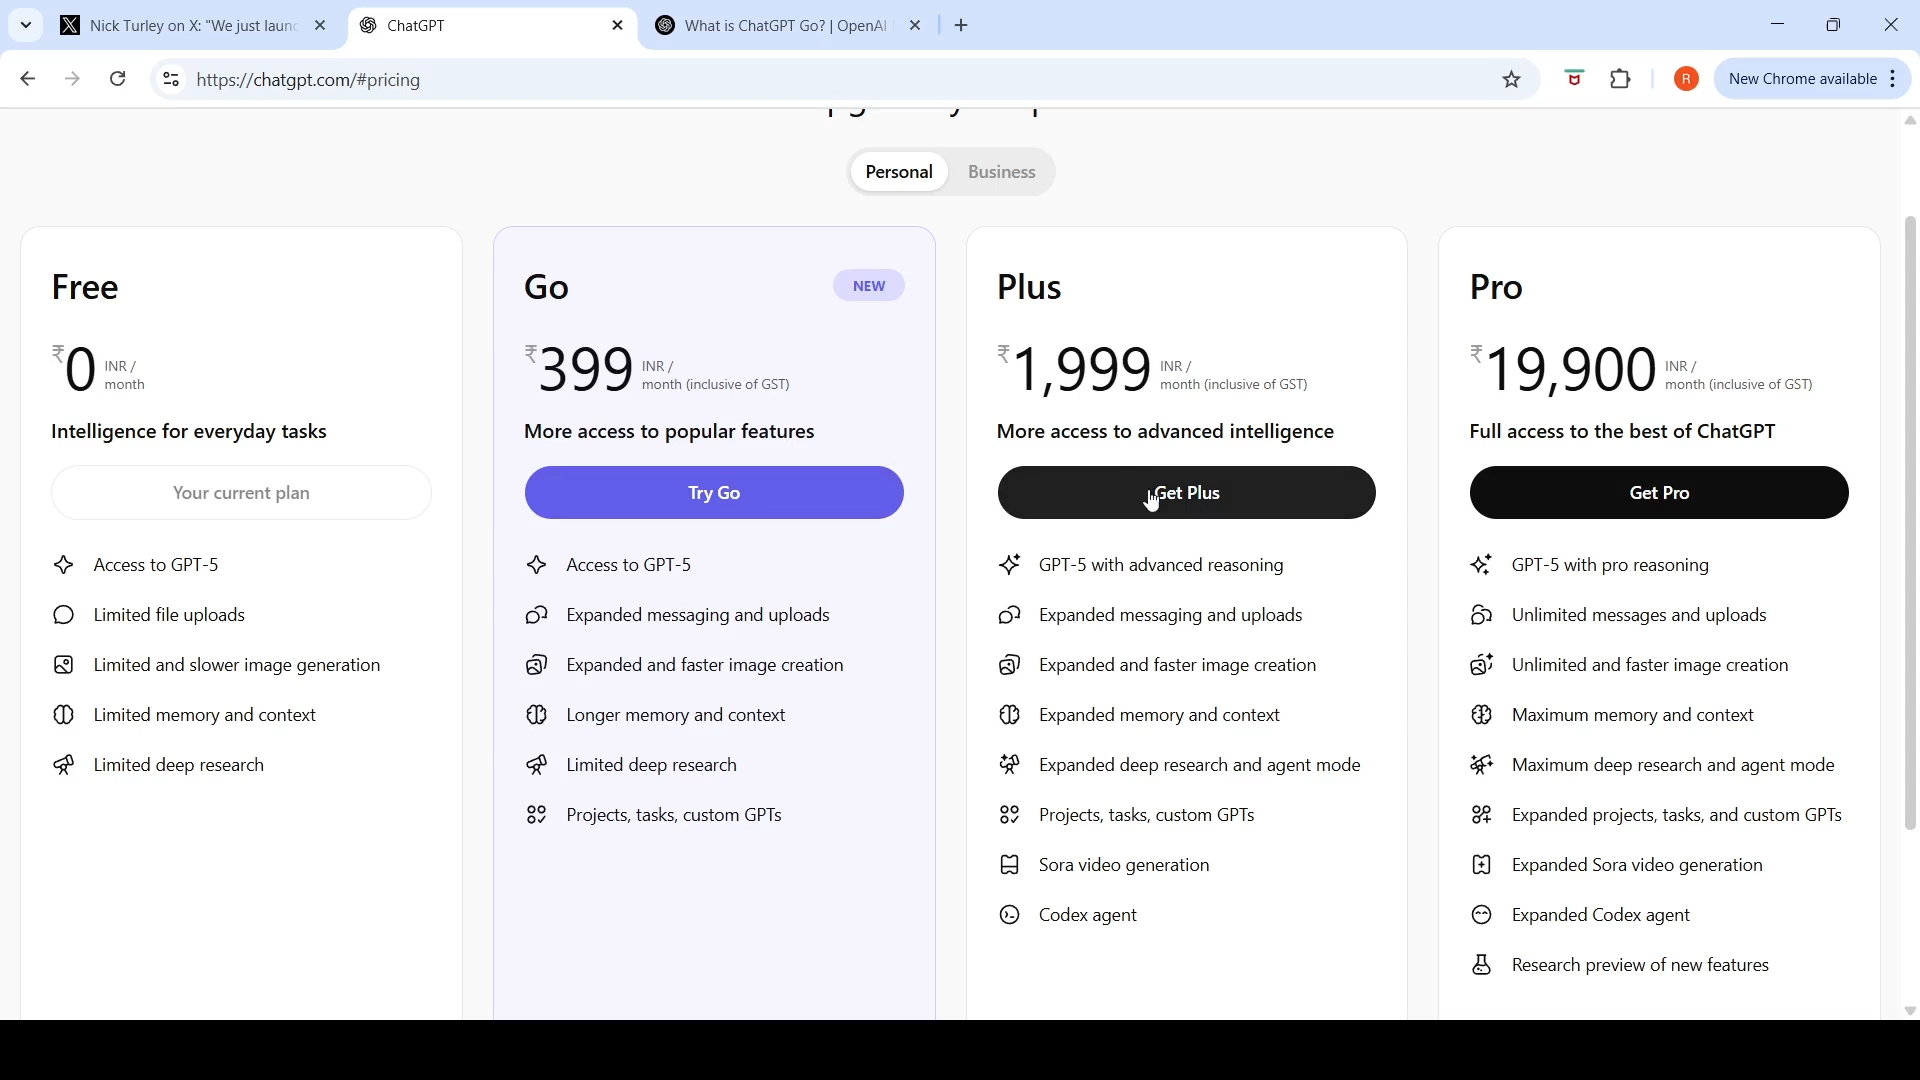 Nick Turley on X: "We just laun
ChatGPT
What is ChatGPT Go? | OpenAI
https://chatgpt.com/#pricing
R
New Chrome available
Personal
Business
Free
₹0 INR /
month
Intelligence for everyday tasks
Your current plan
Access to GPT-5
Limited file uploads
Limited and slower image generation
Limited memory and context
Limited deep research
Go
NEW
₹399 INR /
month (inclusive of GST)
More access to popular features
Try Go
Access to GPT-5
Expanded messaging and uploads
Expanded and faster image creation
Longer memory and context
Limited deep research
Projects, tasks, custom GPTs
Plus
₹1,999 INR /
month (inclusive of GST)
More access to advanced intelligence
Get Plus
GPT-5 with advanced reasoning
Expanded messaging and uploads
Expanded and faster image creation
Expanded memory and context
Expanded deep research and agent mode
Projects, tasks, custom GPTs
Sora video generation
Codex agent
Pro
₹19,900 INR /
month (inclusive of GST)
Full access to the best of ChatGPT
Get Pro
GPT-5 with pro reasoning
Unlimited messages and uploads
Unlimited and faster image creation
Maximum memory and context
Maximum deep research and agent mode
Expanded projects, tasks, and custom GPTs
Expanded Sora video generation
Expanded Codex agent
Research preview of new features